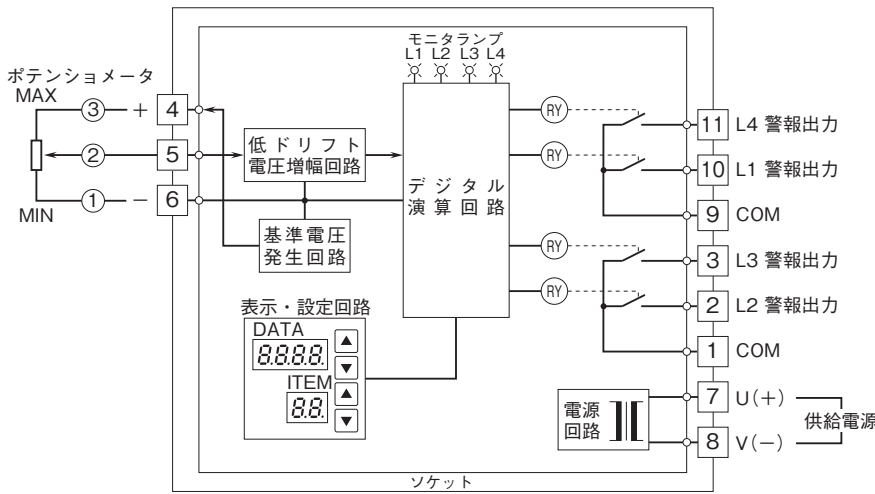 モニタランプ
L1 L2 L3 L4
ポテンショメータ
MAX
③ + 4
② 5
① − 6
MIN
低ドリフト
電圧増幅回路
基準電圧
発生回路
デジタル
演算回路
RY
RY
RY
RY
11 L4 警報出力
10 L1 警報出力
9 COM
3 L3 警報出力
2 L2 警報出力
1 COM
表示・設定回路
DATA
8.8.8.8.
ITEM
8.8.
▲
▼
▲
▼
電源
回路
7 U(+)
8 V(−)
供給電源
ソケット